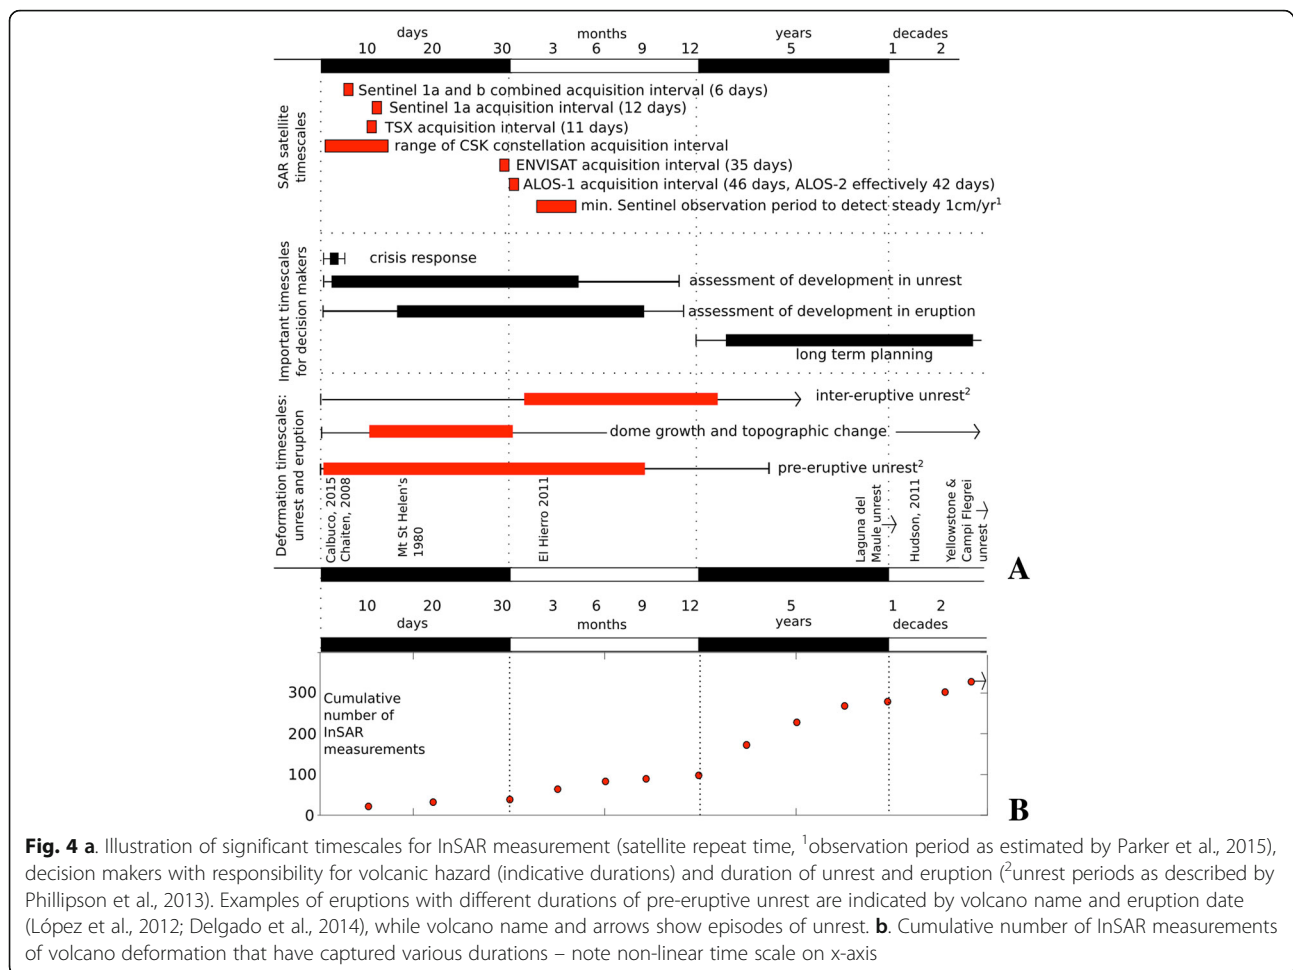 days months years decades
10 20 30 3 6 9 12 5 1 2
SAR satellite
timescales
Sentinel 1a and b combined acquisition interval (6 days)
Sentinel 1a acquisition interval (12 days)
TSX acquisition interval (11 days)
range of CSK constellation acquisition interval
ENVISAT acquisition interval (35 days)
ALOS-1 acquisition interval (46 days, ALOS-2 effectively 42 days)
min. Sentinel observation period to detect steady 1cm/yr¹
Important timescales
for decision makers
crisis response
assessment of development in unrest
assessment of development in eruption
long term planning
Deformation timescales:
unrest and eruption
inter-eruptive unrest²
dome growth and topographic change
pre-eruptive unrest²
Calbuco, 2015
Chaiten, 2008
Mt St Helen's
1980
El Hierro 2011
Laguna del
Maule unrest
Hudson, 2011
Yellowstone &
Campi Flegrei
unrest
A
10 20 30 3 6 9 12 5 1 2
days months years decades
300
200
100
0
Cumulative
number of
InSAR
measurements
B
Fig. 4 a. Illustration of significant timescales for InSAR measurement (satellite repeat time, ¹observation period as estimated by Parker et al., 2015),
decision makers with responsibility for volcanic hazard (indicative durations) and duration of unrest and eruption (²unrest periods as described by
Phillipson et al., 2013). Examples of eruptions with different durations of pre-eruptive unrest are indicated by volcano name and eruption date
(López et al., 2012; Delgado et al., 2014), while volcano name and arrows show episodes of unrest. b. Cumulative number of InSAR measurements
of volcano deformation that have captured various durations – note non-linear time scale on x-axis